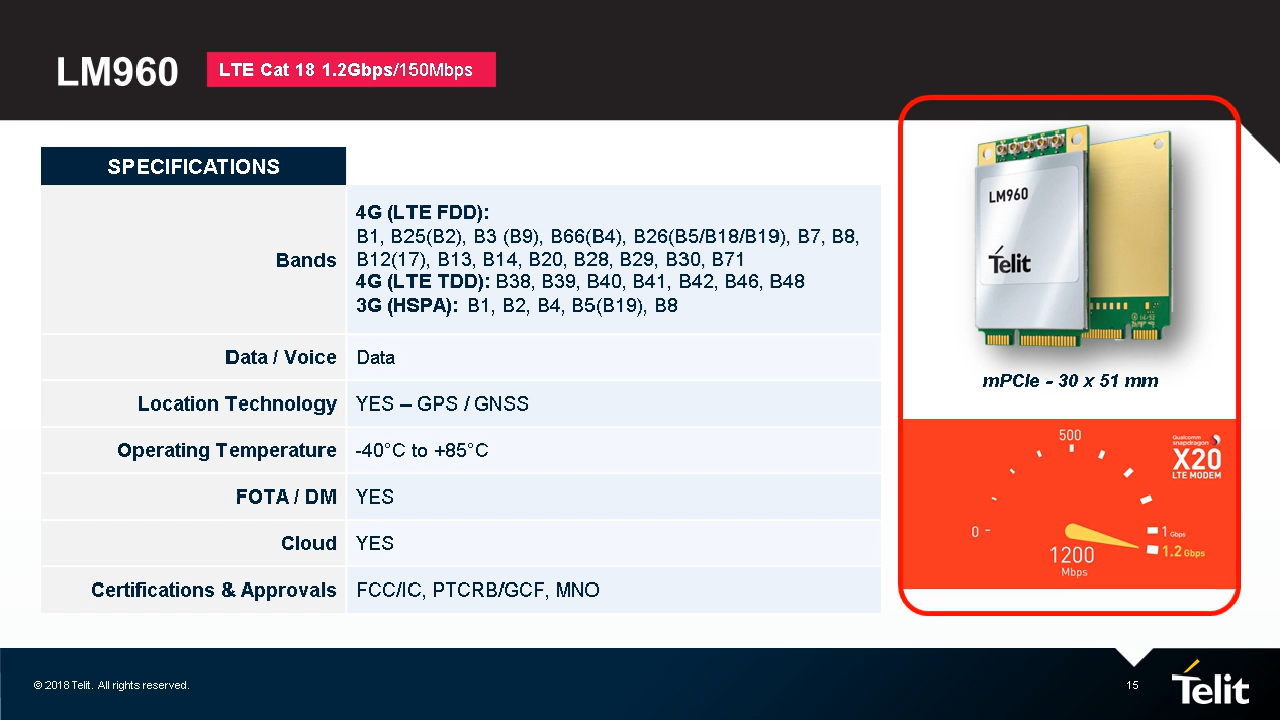 LM960
LTE Cat 18 1.2Gbps/150Mbps
SPECIFICATIONS
Bands
4G (LTE FDD):
B1, B25(B2), B3 (B9), B66(B4), B26(B5/B18/B19), B7, B8,
B12(17), B13, B14, B20, B28, B29, B30, B71
4G (LTE TDD): B38, B39, B40, B41, B42, B46, B48
3G (HSPA): B1, B2, B4, B5(B19), B8
Data / Voice Data
Location Technology YES – GPS / GNSS
Operating Temperature -40°C to +85°C
FOTA / DM YES
Cloud YES
Certifications & Approvals FCC/IC, PTCRB/GCF, MNO
LM960
Telit
mPCIe - 30 x 51 mm
500
Qualcomm
snapdragon
X20
LTE MODEM
0
1 Gbps
1.2 Gbps
1200
Mbps
© 2018 Telit. All rights reserved.
15
Telit